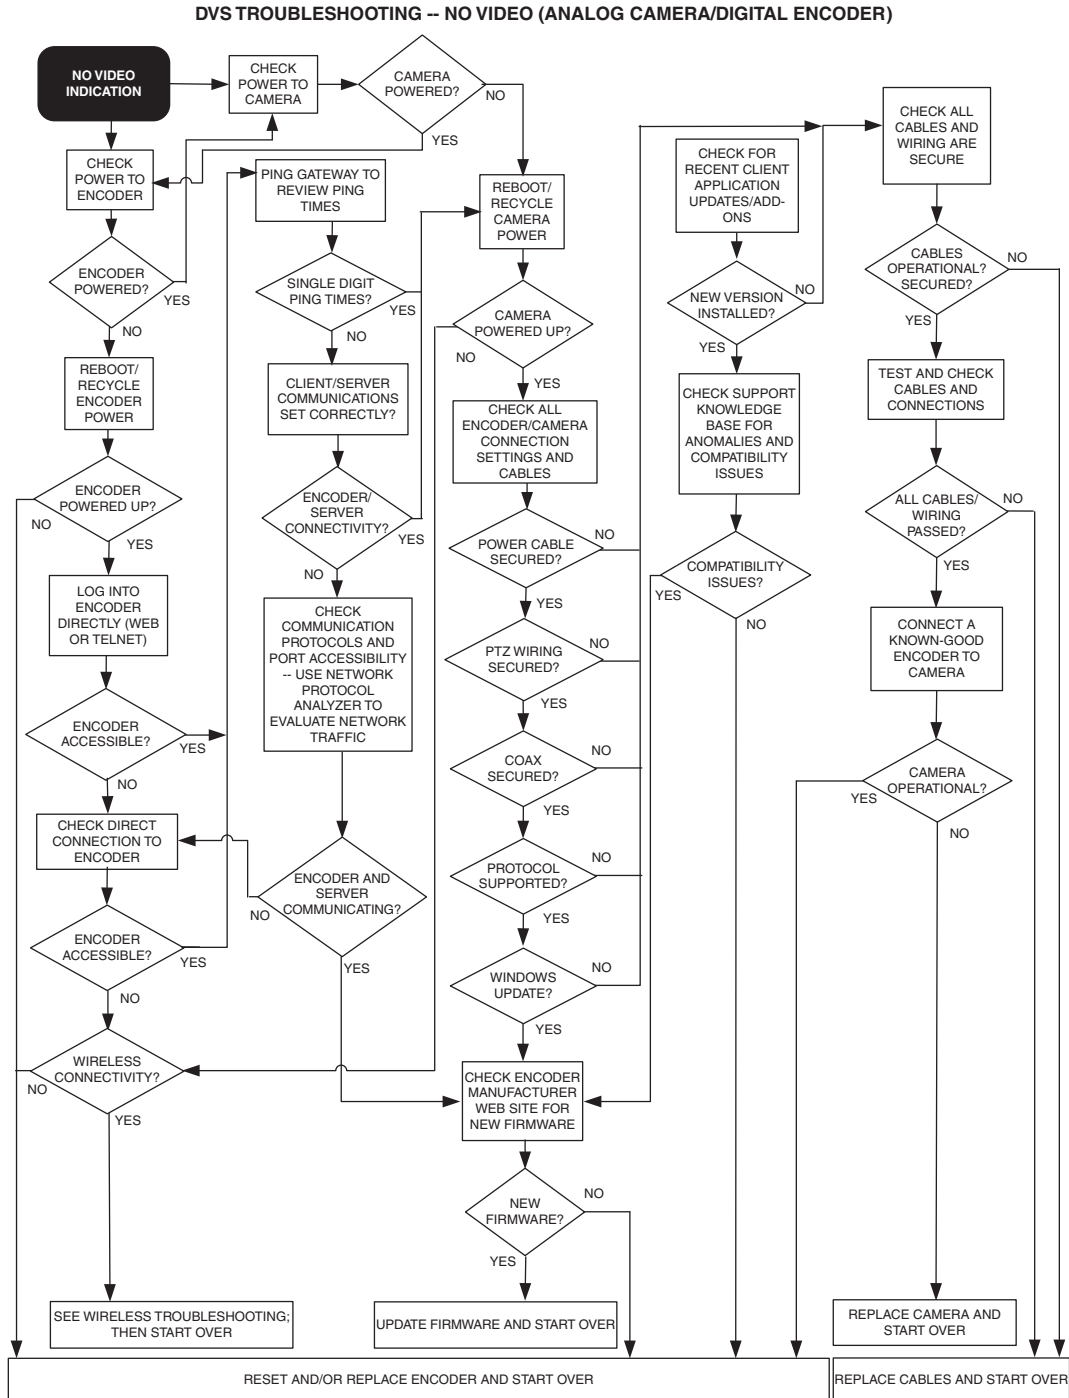 DVS TROUBLESHOOTING -- NO VIDEO (ANALOG CAMERA/DIGITAL ENCODER)
NO VIDEO
INDICATION
CHECK
POWER TO
CAMERA
CAMERA
POWERED?
NO
YES
CHECK
POWER TO
ENCODER
ENCODER
POWERED?
YES
NO
REBOOT/
RECYCLE
ENCODER
POWER
ENCODER
POWERED UP?
NO
YES
LOG INTO
ENCODER
DIRECTLY (WEB
OR TELNET)
ENCODER
ACCESSIBLE?
YES
NO
CHECK DIRECT
CONNECTION TO
ENCODER
ENCODER
ACCESSIBLE?
YES
NO
WIRELESS
CONNECTIVITY?
NO
YES
SEE WIRELESS TROUBLESHOOTING;
THEN START OVER
PING GATEWAY TO
REVIEW PING
TIMES
SINGLE DIGIT
PING TIMES?
YES
NO
CLIENT/SERVER
COMMUNICATIONS
SET CORRECTLY?
ENCODER/
SERVER
CONNECTIVITY?
YES
NO
CHECK
COMMUNICATION
PROTOCOLS AND
PORT ACCESSIBILITY
-- USE NETWORK
PROTOCOL
ANALYZER TO
EVALUATE NETWORK
TRAFFIC
ENCODER AND
SERVER
COMMUNICATING?
NO
YES
REBOOT/
RECYCLE
CAMERA
POWER
CAMERA
POWERED UP?
NO
YES
CHECK ALL
ENCODER/CAMERA
CONNECTION
SETTINGS AND
CABLES
POWER CABLE
SECURED?
NO
YES
PTZ WIRING
SECURED?
NO
YES
COAX
SECURED?
NO
YES
PROTOCOL
SUPPORTED?
NO
YES
WINDOWS
UPDATE?
NO
YES
CHECK ENCODER
MANUFACTURER
WEB SITE FOR
NEW FIRMWARE
NEW
FIRMWARE?
NO
YES
UPDATE FIRMWARE AND START OVER
CHECK FOR
RECENT CLIENT
APPLICATION
UPDATES/ADD-
ONS
NEW VERSION
INSTALLED?
NO
YES
CHECK SUPPORT
KNOWLEDGE
BASE FOR
ANOMALIES AND
COMPATIBILITY
ISSUES
COMPATIBILITY
ISSUES?
YES
NO
CHECK ALL
CABLES AND
WIRING ARE
SECURE
CABLES
OPERATIONAL?
SECURED?
NO
YES
TEST AND CHECK
CABLES AND
CONNECTIONS
ALL CABLES/
WIRING
PASSED?
NO
YES
CONNECT A
KNOWN-GOOD
ENCODER TO
CAMERA
CAMERA
OPERATIONAL?
YES
NO
REPLACE CAMERA AND
START OVER
RESET AND/OR REPLACE ENCODER AND START OVER
REPLACE CABLES AND START OVER